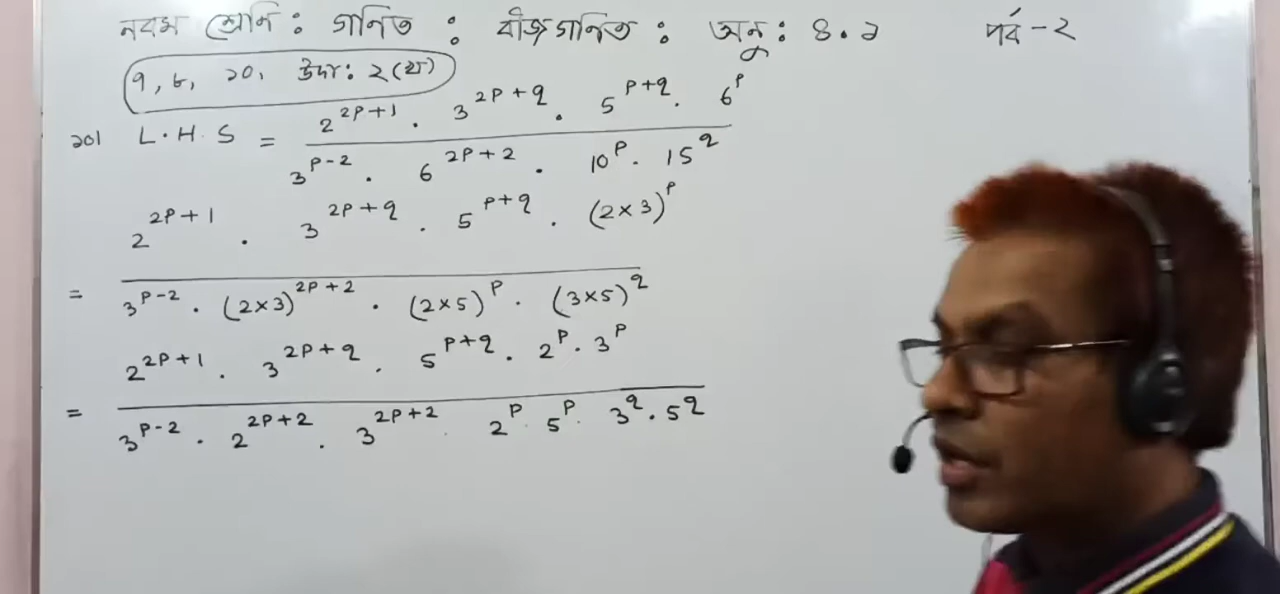 নবম শ্রেনি : গনিত : বীজগনিত : অনু : ৪.১ পর্ব - ২
৭, ৮, ১০, উদা: ২(খ)
১০। L.H.S = 2^{2P+1} . 3^{2P+q} . 5^{P+q} . 6^P
3^{P-2} . 6^{2P+2} . 10^P . 15^q
2^{2P+1} . 3^{2P+q} . 5^{P+q} . (2×3)^P
= 3^{P-2} . (2×3)^{2P+2} . (2×5)^P . (3×5)^q
2^{2P+1} . 3^{2P+q} . 5^{P+q} . 2^P . 3^P
= 3^{P-2} . 2^{2P+2} . 3^{2P+2} . 2^P . 5^P . 3^q . 5^q